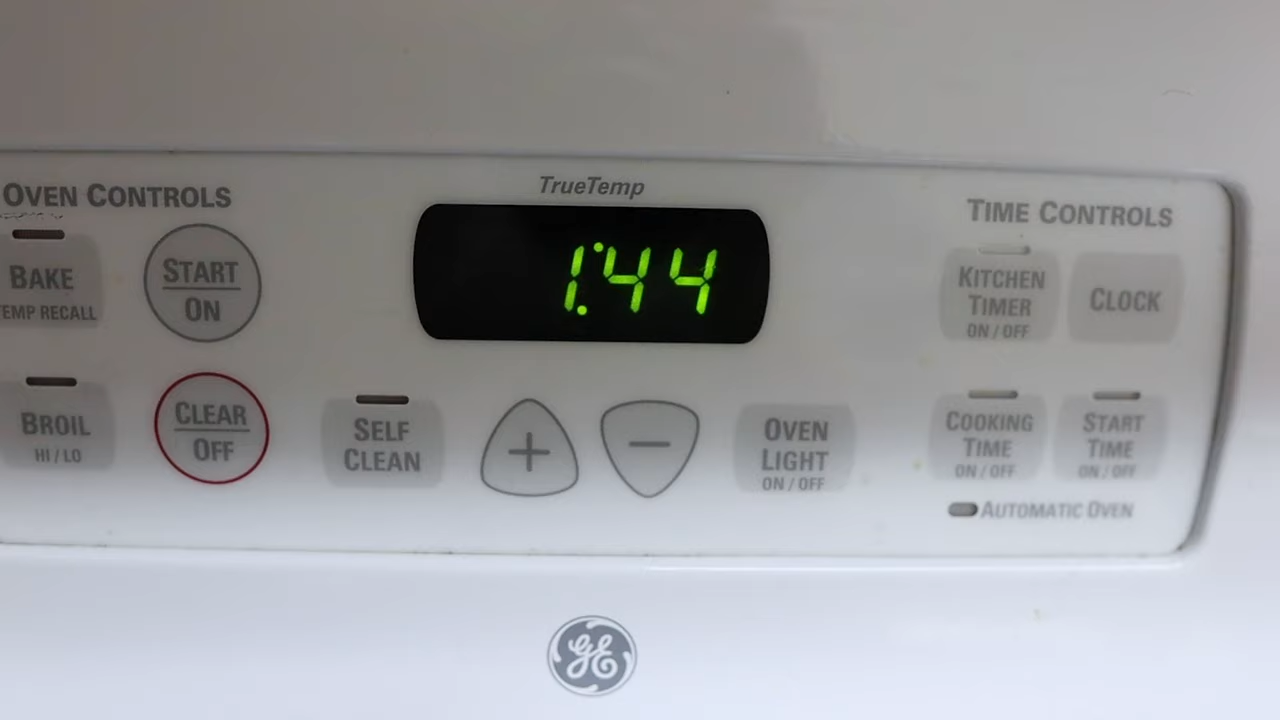 TrueTemp
OVEN CONTROLS
BAKE
TEMP RECALL
START
ON
BROIL
HI / LO
CLEAR
OFF
SELF
CLEAN
1:44
+
−
OVEN
LIGHT
ON / OFF
TIME CONTROLS
KITCHEN
TIMER
ON / OFF
CLOCK
COOKING
TIME
ON / OFF
START
TIME
ON / OFF
AUTOMATIC OVEN
GE